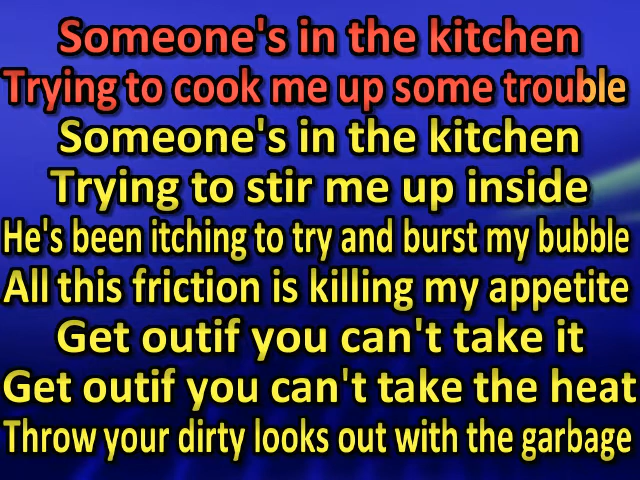 Someone's in the kitchen
Trying to cook me up some trouble
Someone's in the kitchen
Trying to stir me up inside
He's been itching to try and burst my bubble
All this friction is killing my appetite
Get outif you can't take it
Get outif you can't take the heat
Throw your dirty looks out with the garbage